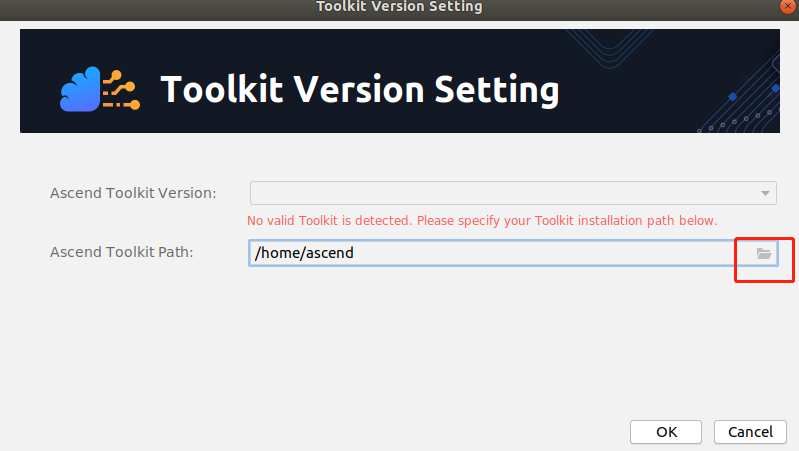 Toolkit Version Setting
Toolkit Version Setting
Ascend Toolkit Version:
No valid Toolkit is detected. Please specify your Toolkit installation path below.
Ascend Toolkit Path: /home/ascend
OK Cancel